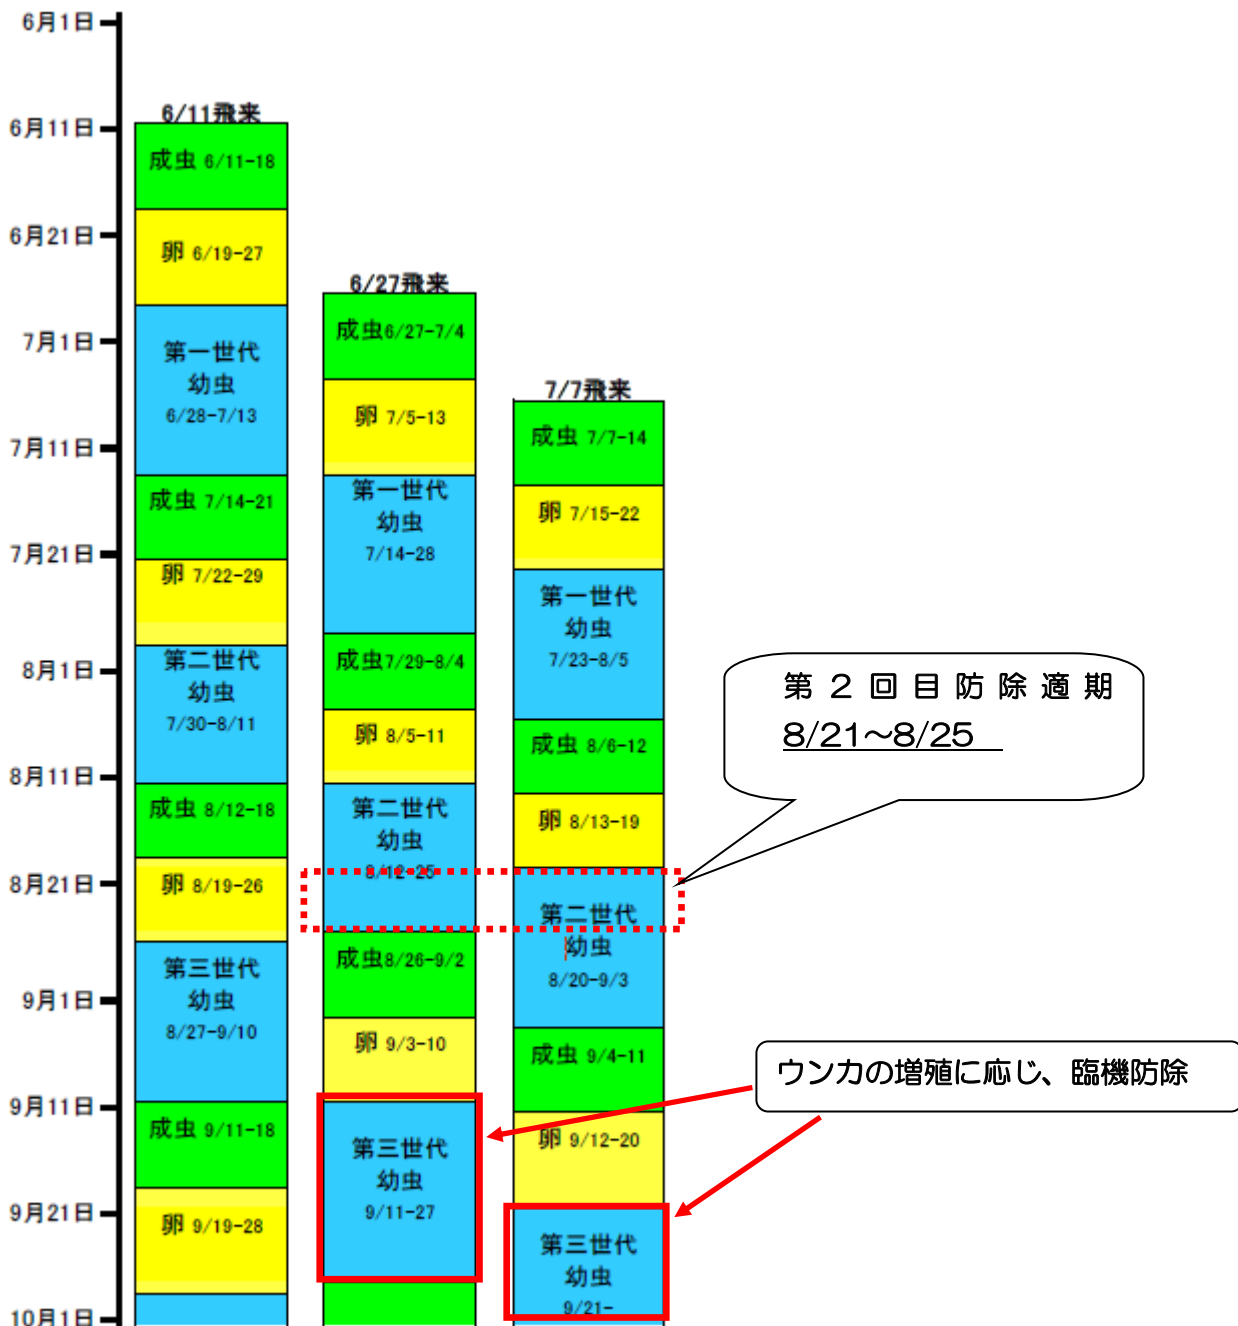 6月1日
6月11日
6月21日
7月1日
7月11日
7月21日
8月1日
8月11日
8月21日
9月1日
9月11日
9月21日
10月1日
6/11飛来
成虫 6/11-18
卵 6/19-27
第一世代
幼虫
6/28-7/13
成虫 7/14-21
卵 7/22-29
第二世代
幼虫
7/30-8/11
成虫 8/12-18
卵 8/19-26
第三世代
幼虫
8/27-9/10
成虫 9/11-18
卵 9/19-28
6/27飛来
成虫6/27-7/4
卵 7/5-13
第一世代
幼虫
7/14-28
成虫7/29-8/4
卵 8/5-11
第二世代
幼虫
8/12-25
成虫8/26-9/2
卵 9/3-10
第三世代
幼虫
9/11-27
7/7飛来
成虫 7/7-14
卵 7/15-22
第一世代
幼虫
7/23-8/5
成虫 8/6-12
卵 8/13-19
第二世代
幼虫
8/20-9/3
成虫 9/4-11
卵 9/12-20
第三世代
幼虫
9/21-
第2回目防除適期
8/21～8/25
ウンカの増殖に応じ、臨機防除